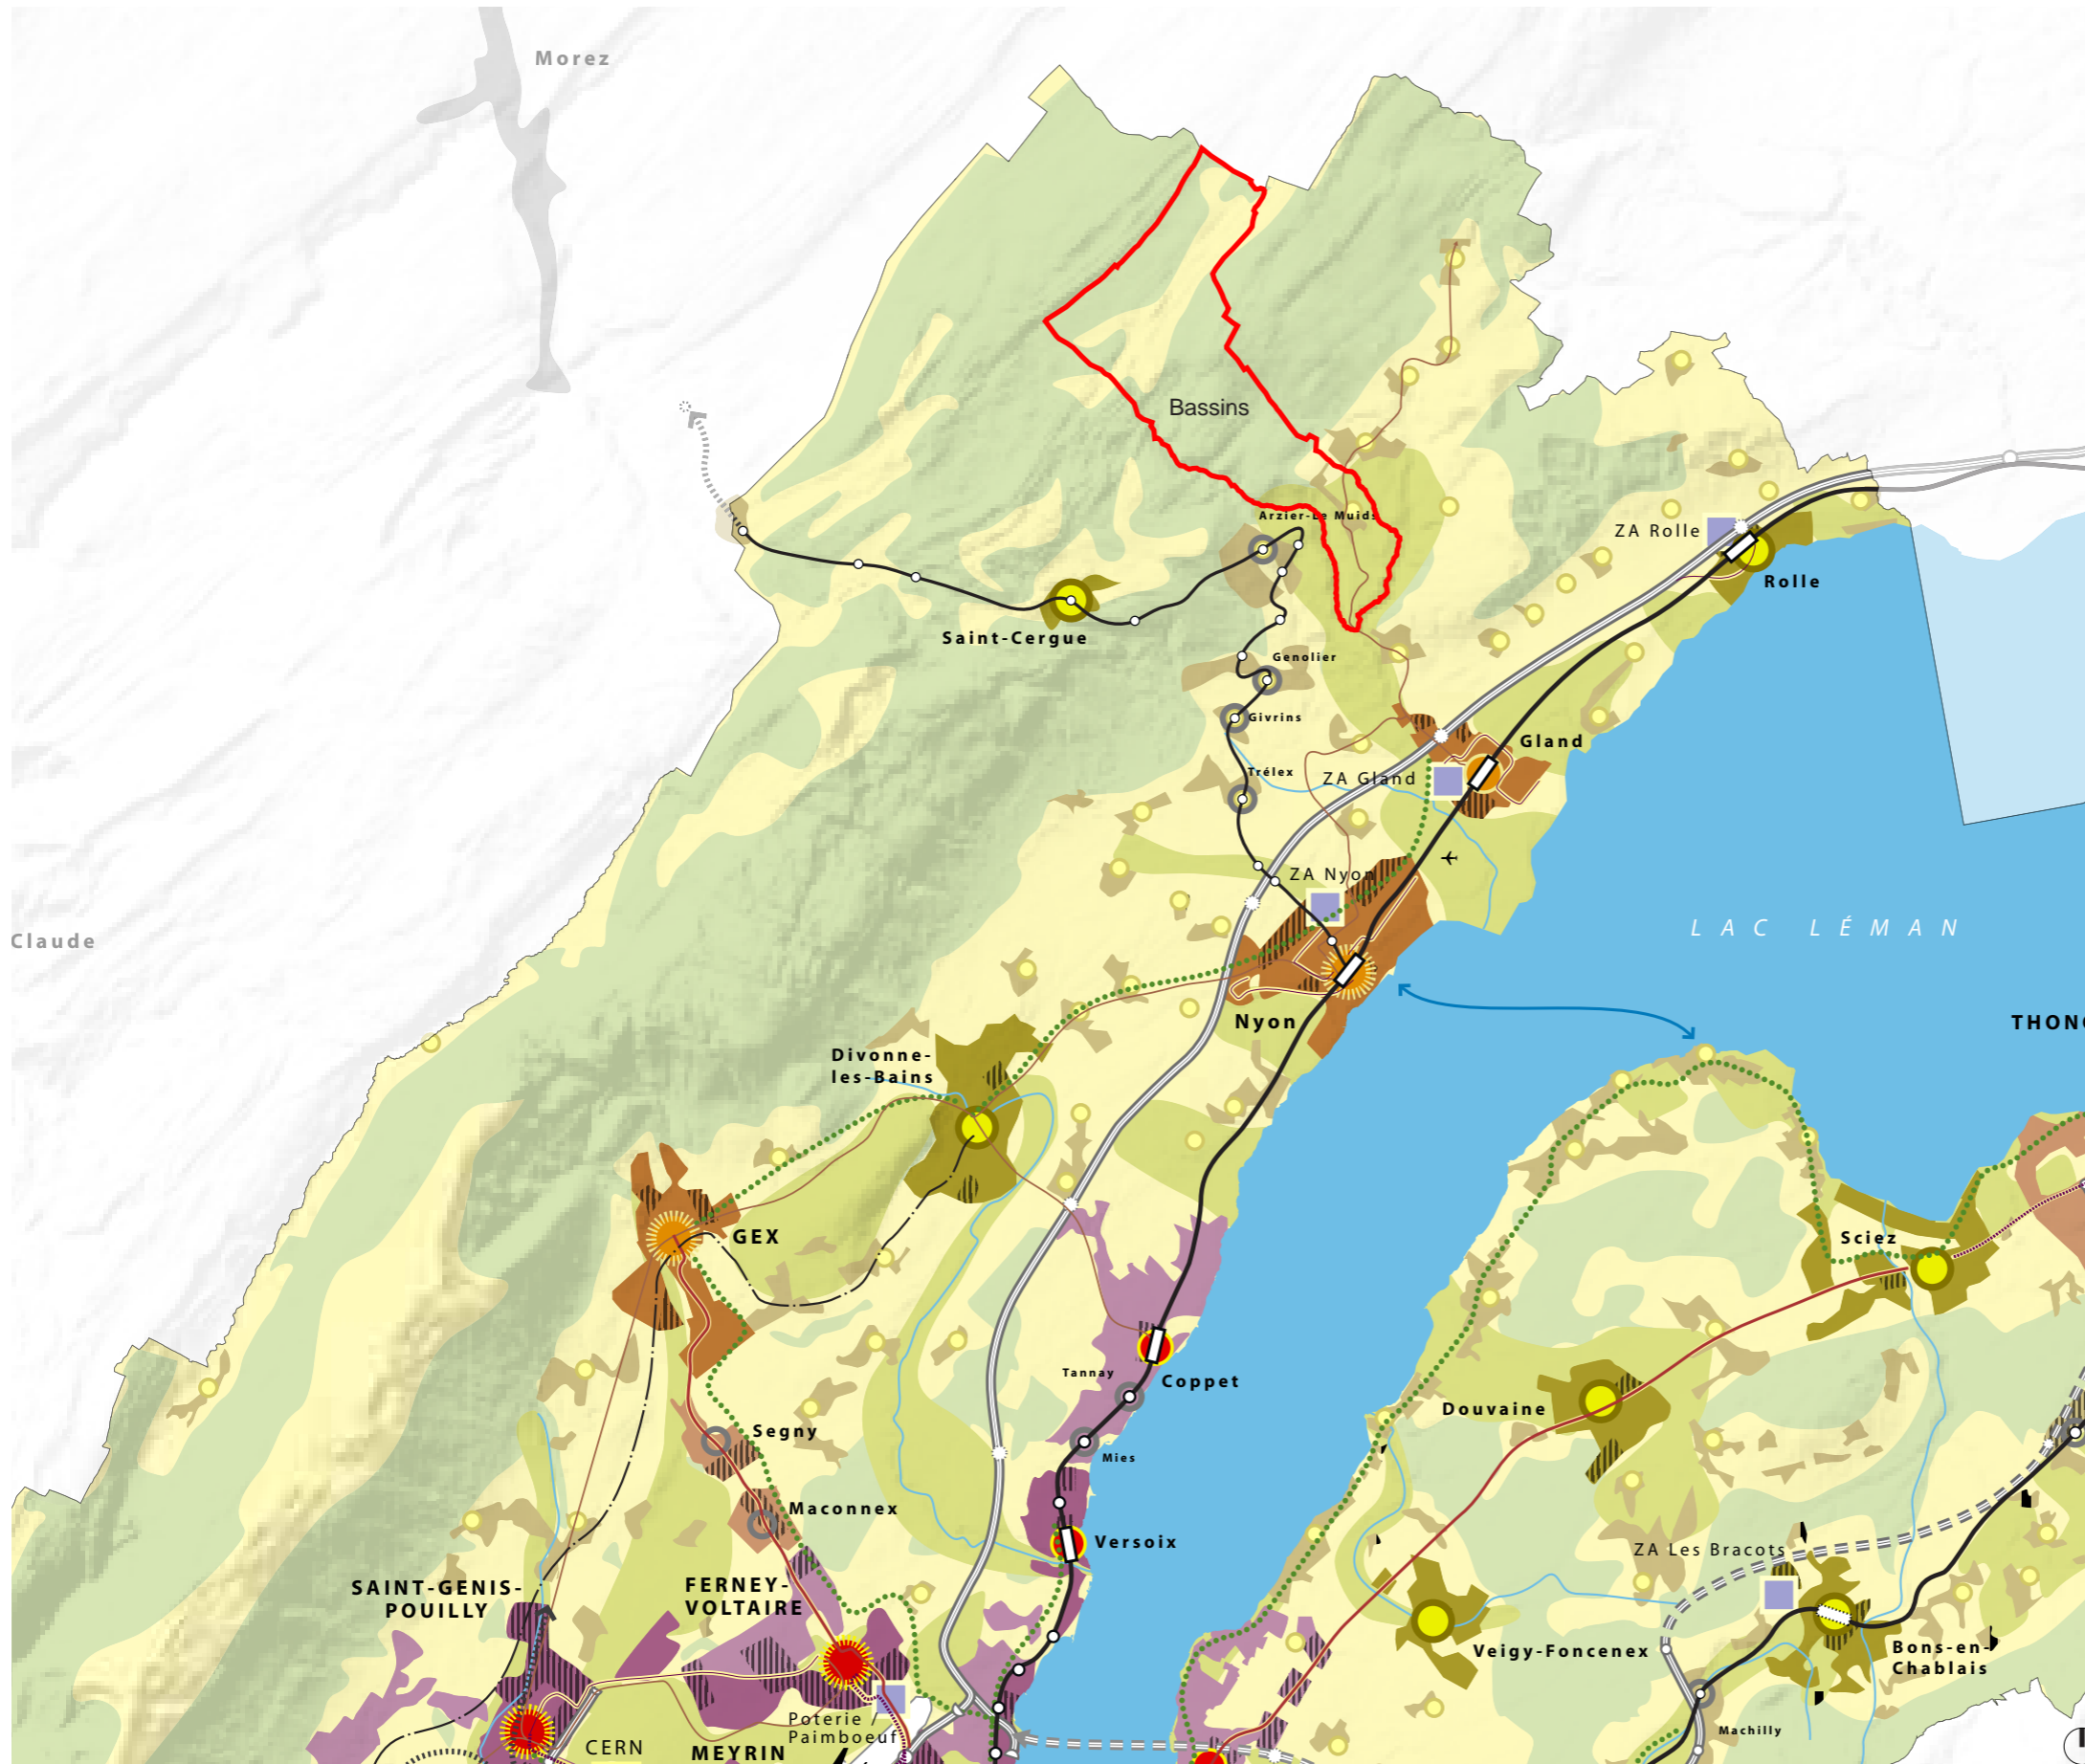 Morez
Bassins
Arzier-Le Muids
ZA Rolle
Rolle
Saint-Cergue
Genolier
Givrins
Gland
Trélex
ZA Gland
ZA Nyon
LAC LÉMAN
Claude
Nyon
THON
Divonne-
les-Bains
GEX
Sciez
Tannay
Coppet
Douvaine
Segny
Mies
Maconnex
Versoix
ZA Les Bracots
SAINT-GENIS-
POUILLY
FERNEY-
VOLTAIRE
Veigy-Foncenex
Bons-en-
Chablais
Poterie /
Paimboeuf
Machilly
CERN
MEYRIN